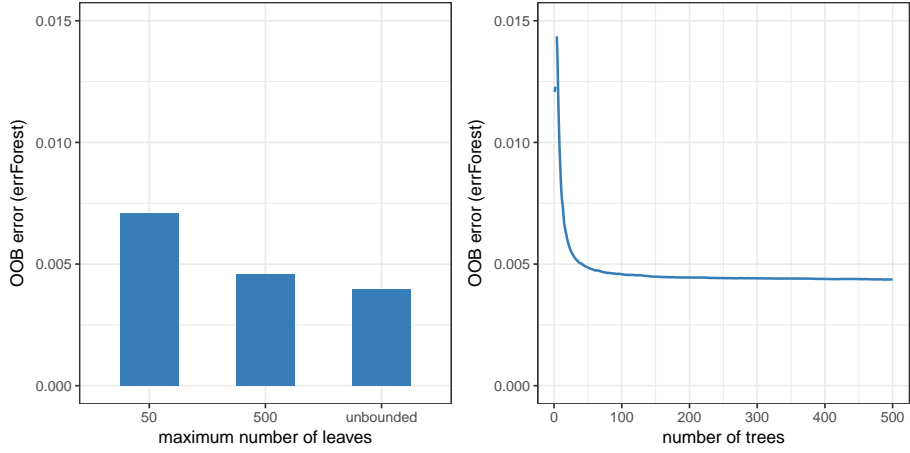 OOB error (errForest)
0.015
0.010
0.005
0.000
50 500 unbounded
maximum number of leaves
OOB error (errForest)
0.015
0.010
0.005
0.000
0 100 200 300 400 500
number of trees